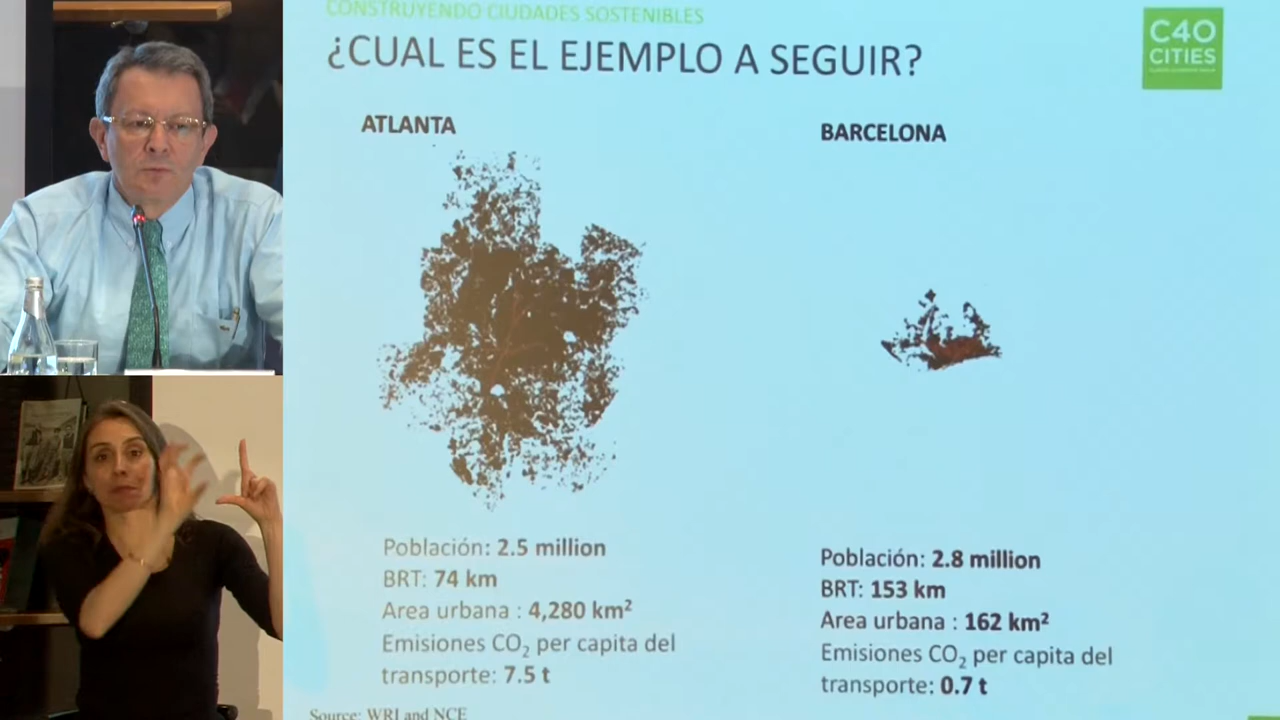 CONSTRUYENDO CIUDADES SOSTENIBLES
¿CUAL ES EL EJEMPLO A SEGUIR?
C40
CITIES
ATLANTA
BARCELONA
Población: 2.5 million
BRT: 74 km
Area urbana : 4,280 km²
Emisiones CO₂ per capita del
transporte: 7.5 t
Población: 2.8 million
BRT: 153 km
Area urbana : 162 km²
Emisiones CO₂ per capita del
transporte: 0.7 t
Source: WRI and NCE